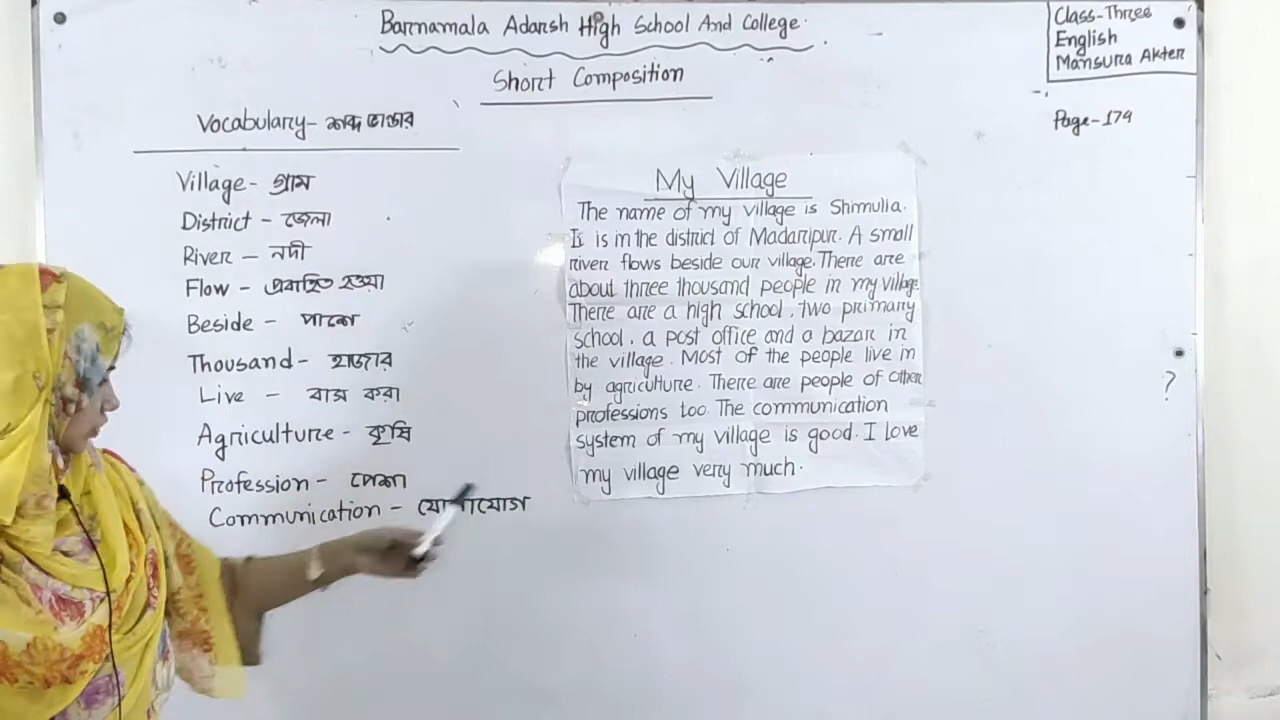 Barnamala Adarsh High School And College.
Short Composition
Class-Three
English
Mansura Akter
Page-174
Vocabulary- শব্দ ভান্ডার
Village- গ্রাম
District - জেলা
River - নদী
Flow - প্রবাহিত হওয়া
Beside - পাশে
Thousand- হাজার
Live - বাস করা
Agriculture- কৃষি
Profession- পেশা
Communication- যোগাযোগ
My Village
The name of my village is Shimulia.
Is is in the district of Madaripur. A small
river flows beside our village. There are
about three thousand people in my village.
There are a high school, two primary
school, a post office and a bazar in
the village. Most of the people live in
by agriculture. There are people of other
professions too. The communication
system of my village is good. I love
my village very much.
?